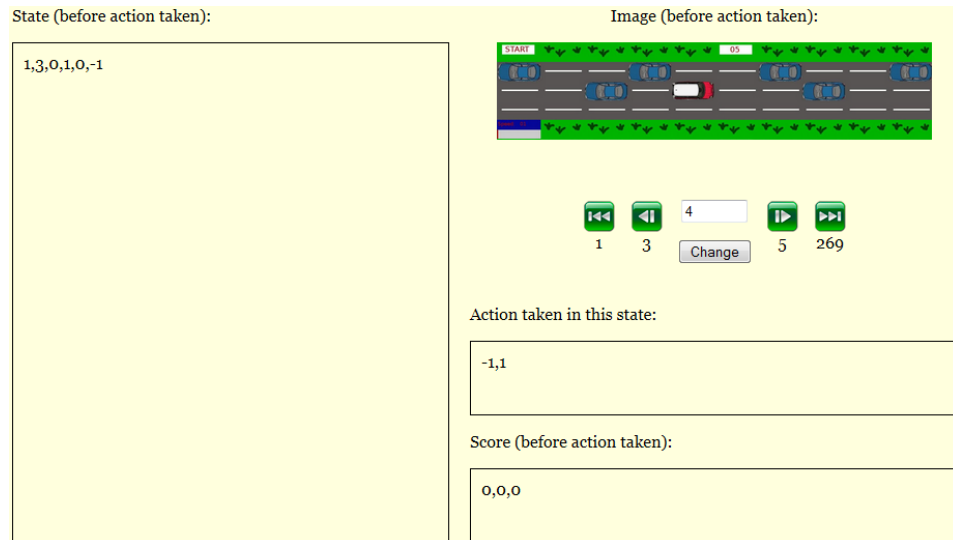 State (before action taken):
1,3,0,1,0,-1
Image (before action taken):
START
05
4
1
3
Change
5
269
Action taken in this state:
-1,1
Score (before action taken):
0,0,0